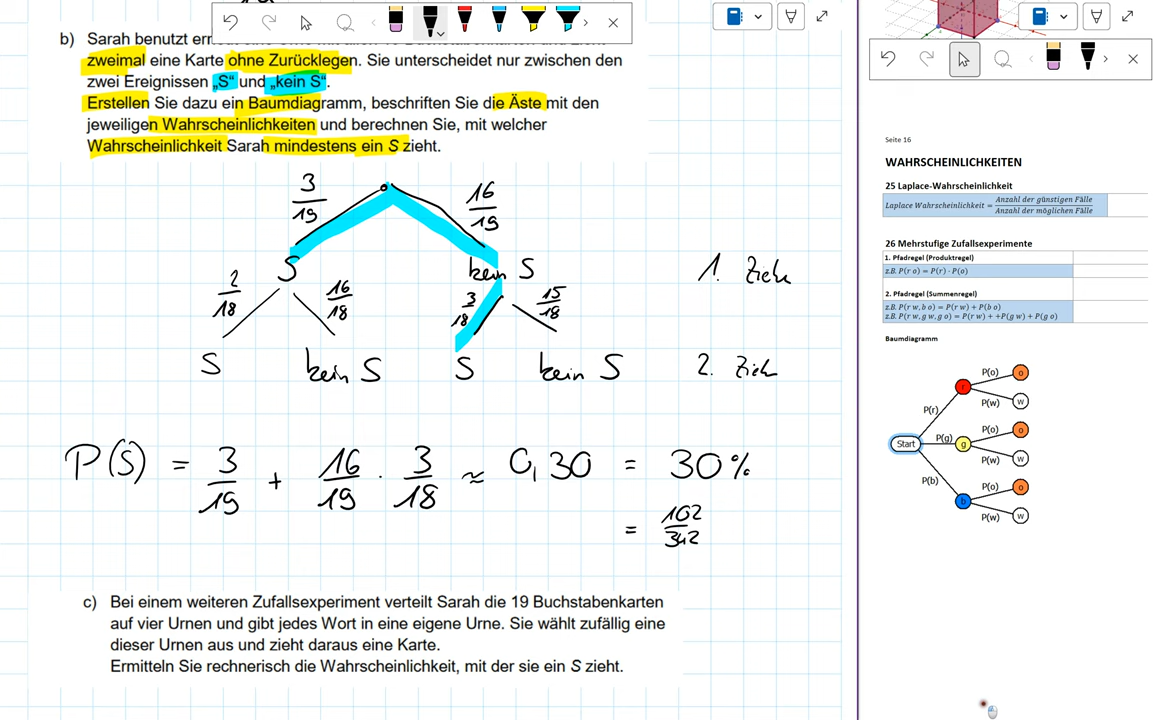 b) Sarah benutzt
zweimal eine Karte ohne Zurücklegen. Sie unterscheidet nur zwischen den
zwei Ereignissen „S“ und „kein S“.
Erstellen Sie dazu ein Baumdiagramm, beschriften Sie die Äste mit den
jeweiligen Wahrscheinlichkeiten und berechnen Sie, mit welcher
Wahrscheinlichkeit Sarah mindestens ein S zieht.
3/19 16/19
S kein S 1. Zieh
2/18 16/18 3/18 15/18
S kein S S kein S 2. Zieh
P(S) = 3/19 + 16/19 · 3/18 ≈ 0,30 = 30%
= 102/342
c) Bei einem weiteren Zufallsexperiment verteilt Sarah die 19 Buchstabenkarten
auf vier Urnen und gibt jedes Wort in eine eigene Urne. Sie wählt zufällig eine
dieser Urnen aus und zieht daraus eine Karte.
Ermitteln Sie rechnerisch die Wahrscheinlichkeit, mit der sie ein S zieht.
Seite 16
WAHRSCHEINLICHKEITEN
25 Laplace-Wahrscheinlichkeit
Laplace Wahrscheinlichkeit = Anzahl der günstigen Fälle / Anzahl der möglichen Fälle
26 Mehrstufige Zufallsexperimente
1. Pfadregel (Produktregel)
z.B. P(r o) = P(r) · P(o)
2. Pfadregel (Summenregel)
z.B. P(r w, b o) = P(r w) + P(b o)
z.B. P(r w, g w, g o) = P(r w) + +P(g w) + P(g o)
Baumdiagramm
P(o) o
P(r) r
P(w) w
P(o) o
Start P(g) g
P(w) w
P(b) P(o) o
b
P(w) w